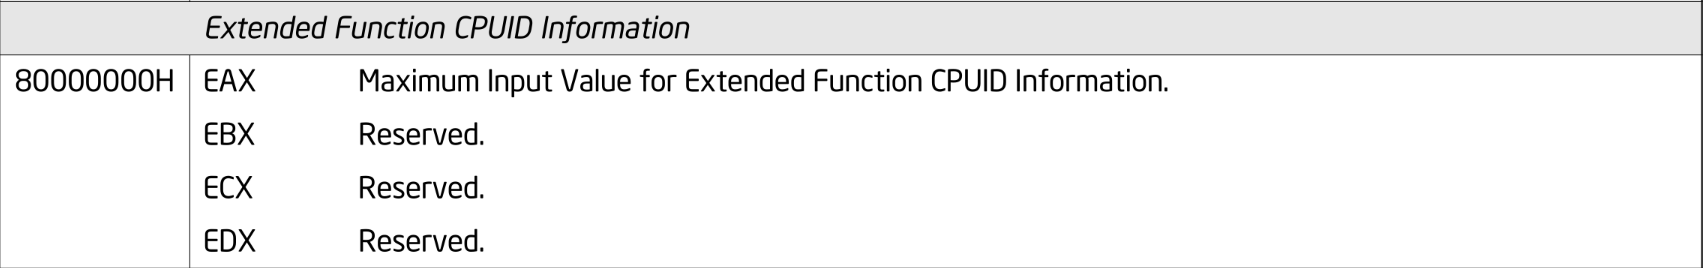 Extended Function CPUID Information
80000000H EAX Maximum Input Value for Extended Function CPUID Information.
EBX Reserved.
ECX Reserved.
EDX Reserved.